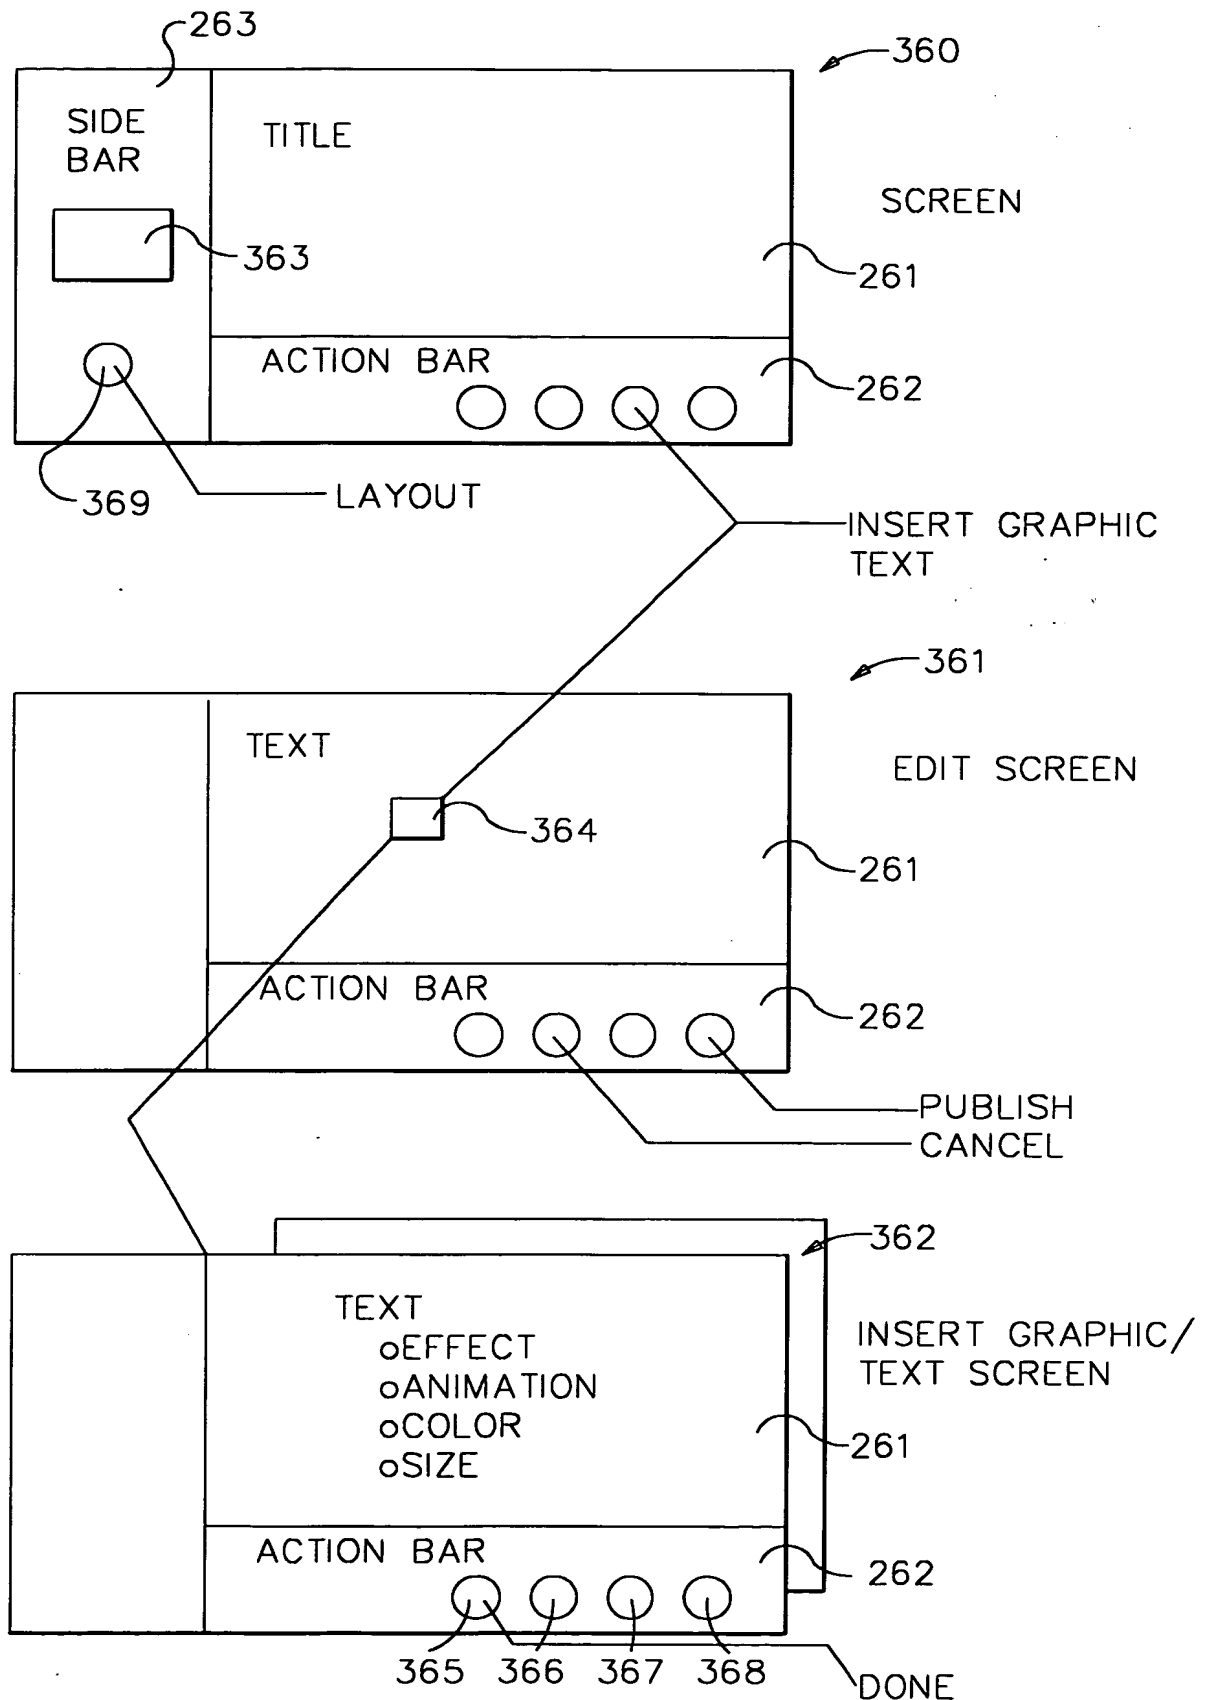 263
360
SIDE
BAR
TITLE
SCREEN
363
261
ACTION BAR
262
369
LAYOUT
INSERT GRAPHIC
TEXT
361
TEXT
EDIT SCREEN
364
261
ACTION BAR
262
PUBLISH
CANCEL
362
TEXT
oEFFECT
oANIMATION
oCOLOR
oSIZE
INSERT GRAPHIC/
TEXT SCREEN
261
ACTION BAR
262
365 366 367 368
DONE